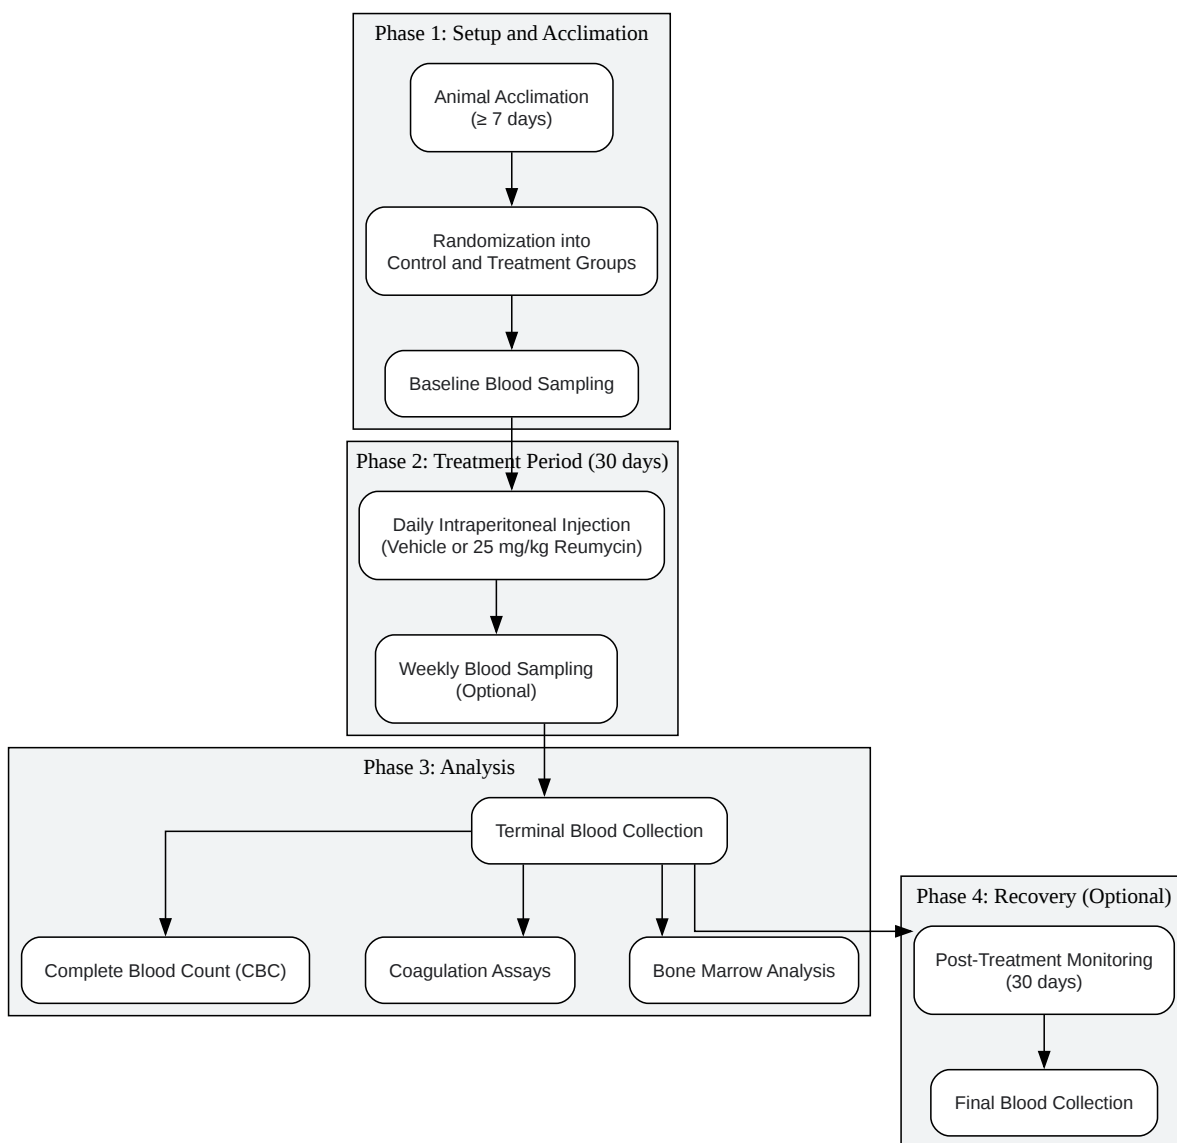 Phase 1: Setup and Acclimation
Animal Acclimation
(≥ 7 days)
Randomization into
Control and Treatment Groups
Baseline Blood Sampling
Phase 2: Treatment Period (30 days)
Daily Intraperitoneal Injection
(Vehicle or 25 mg/kg Reumycin)
Weekly Blood Sampling
(Optional)
Phase 3: Analysis
Terminal Blood Collection
Complete Blood Count (CBC)
Coagulation Assays
Bone Marrow Analysis
Phase 4: Recovery (Optional)
Post-Treatment Monitoring
(30 days)
Final Blood Collection